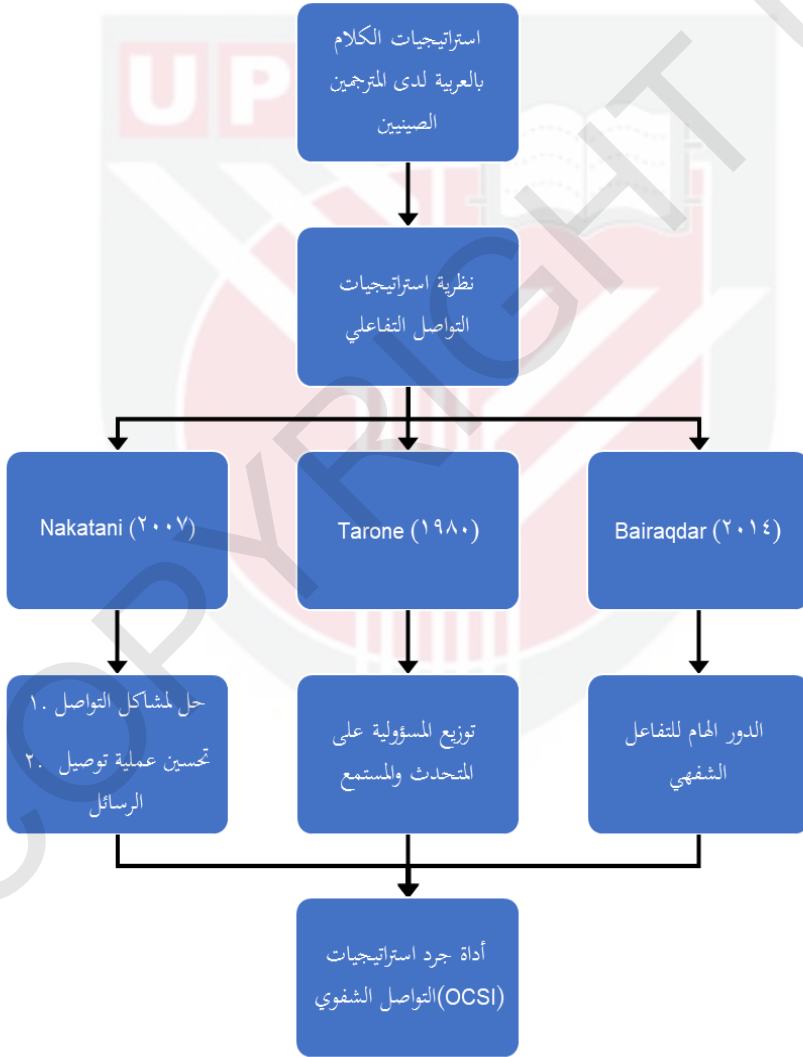 استراتيجيات الكلام
بالعربية لدى المترجمين
الصينيين
نظرية استراتيجيات
التواصل التفاعلي
Bairaqdar (٢٠١٤)
Tarone (١٩٨٠)
Nakatani (٢٠٠٧)
الدور الهام للتفاعل
الشفهي
توزيع المسؤولية على
المتحدث والمستمع
١. حل لمشاكل التواصل
٢. تحسين عملية توصيل
الرسائل
أداة جرد استراتيجيات
التواصل الشفوي(OCSI)
UP
COPYRIGHT